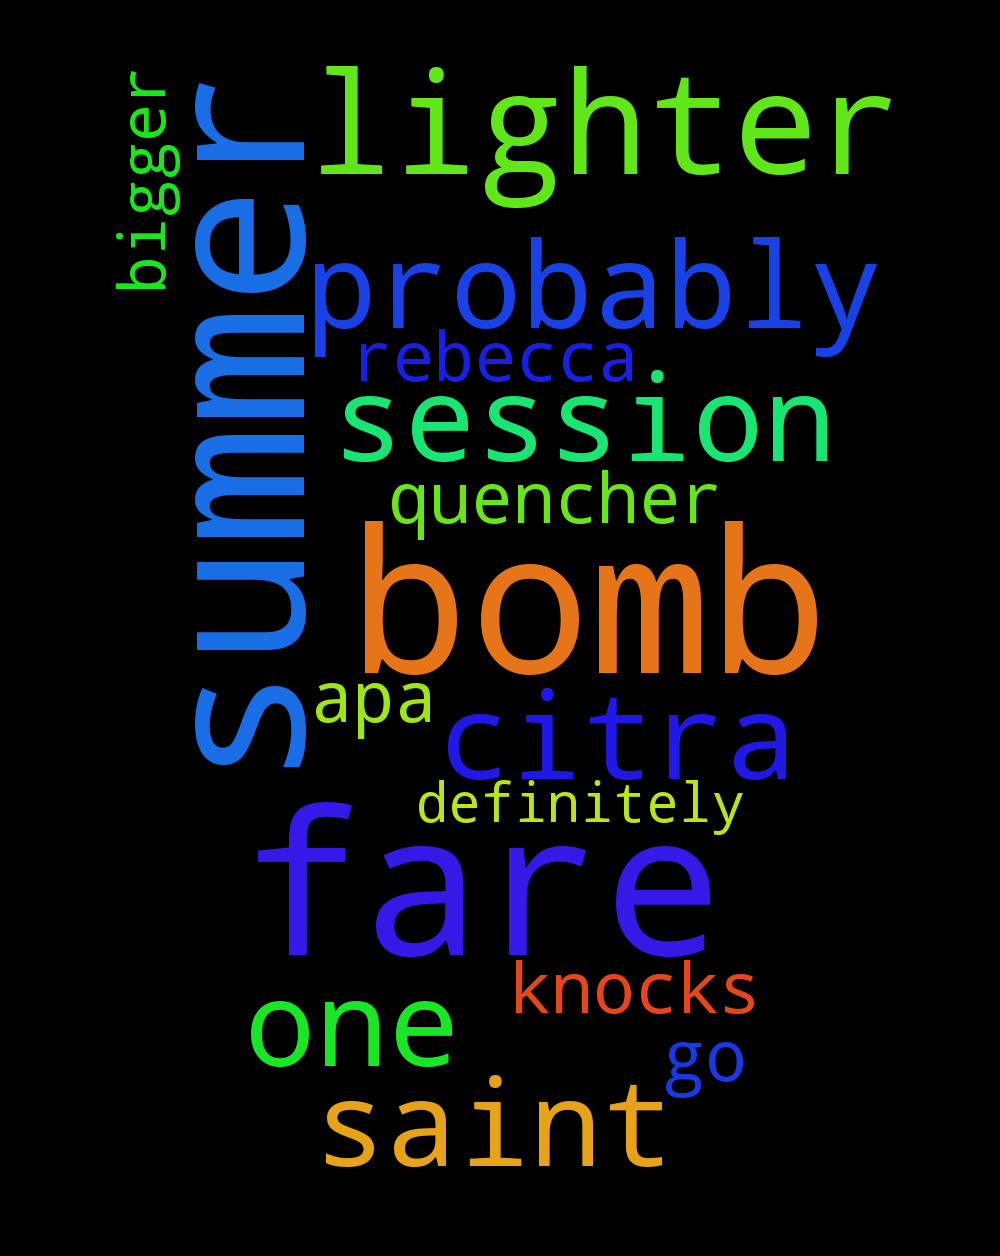 bigger
summer
lighter
probably
rebecca
session
quencher
bomb
apa
citra
definitely
fare
knocks
one
go
saint